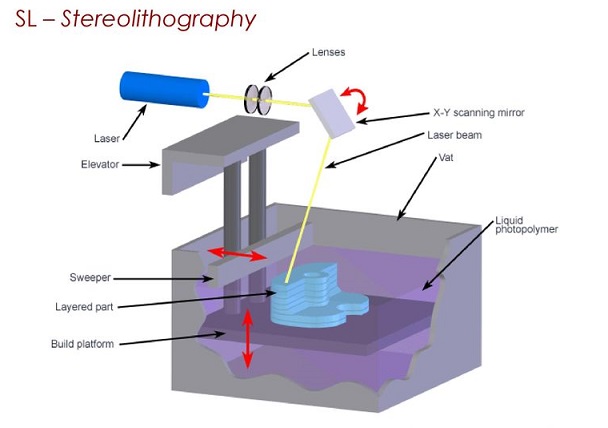 SL – Stereolithography
Lenses
X-Y scanning mirror
Laser
Laser beam
Elevator
Vat
Liquid
photopolymer
Sweeper
Layered part
Build platform